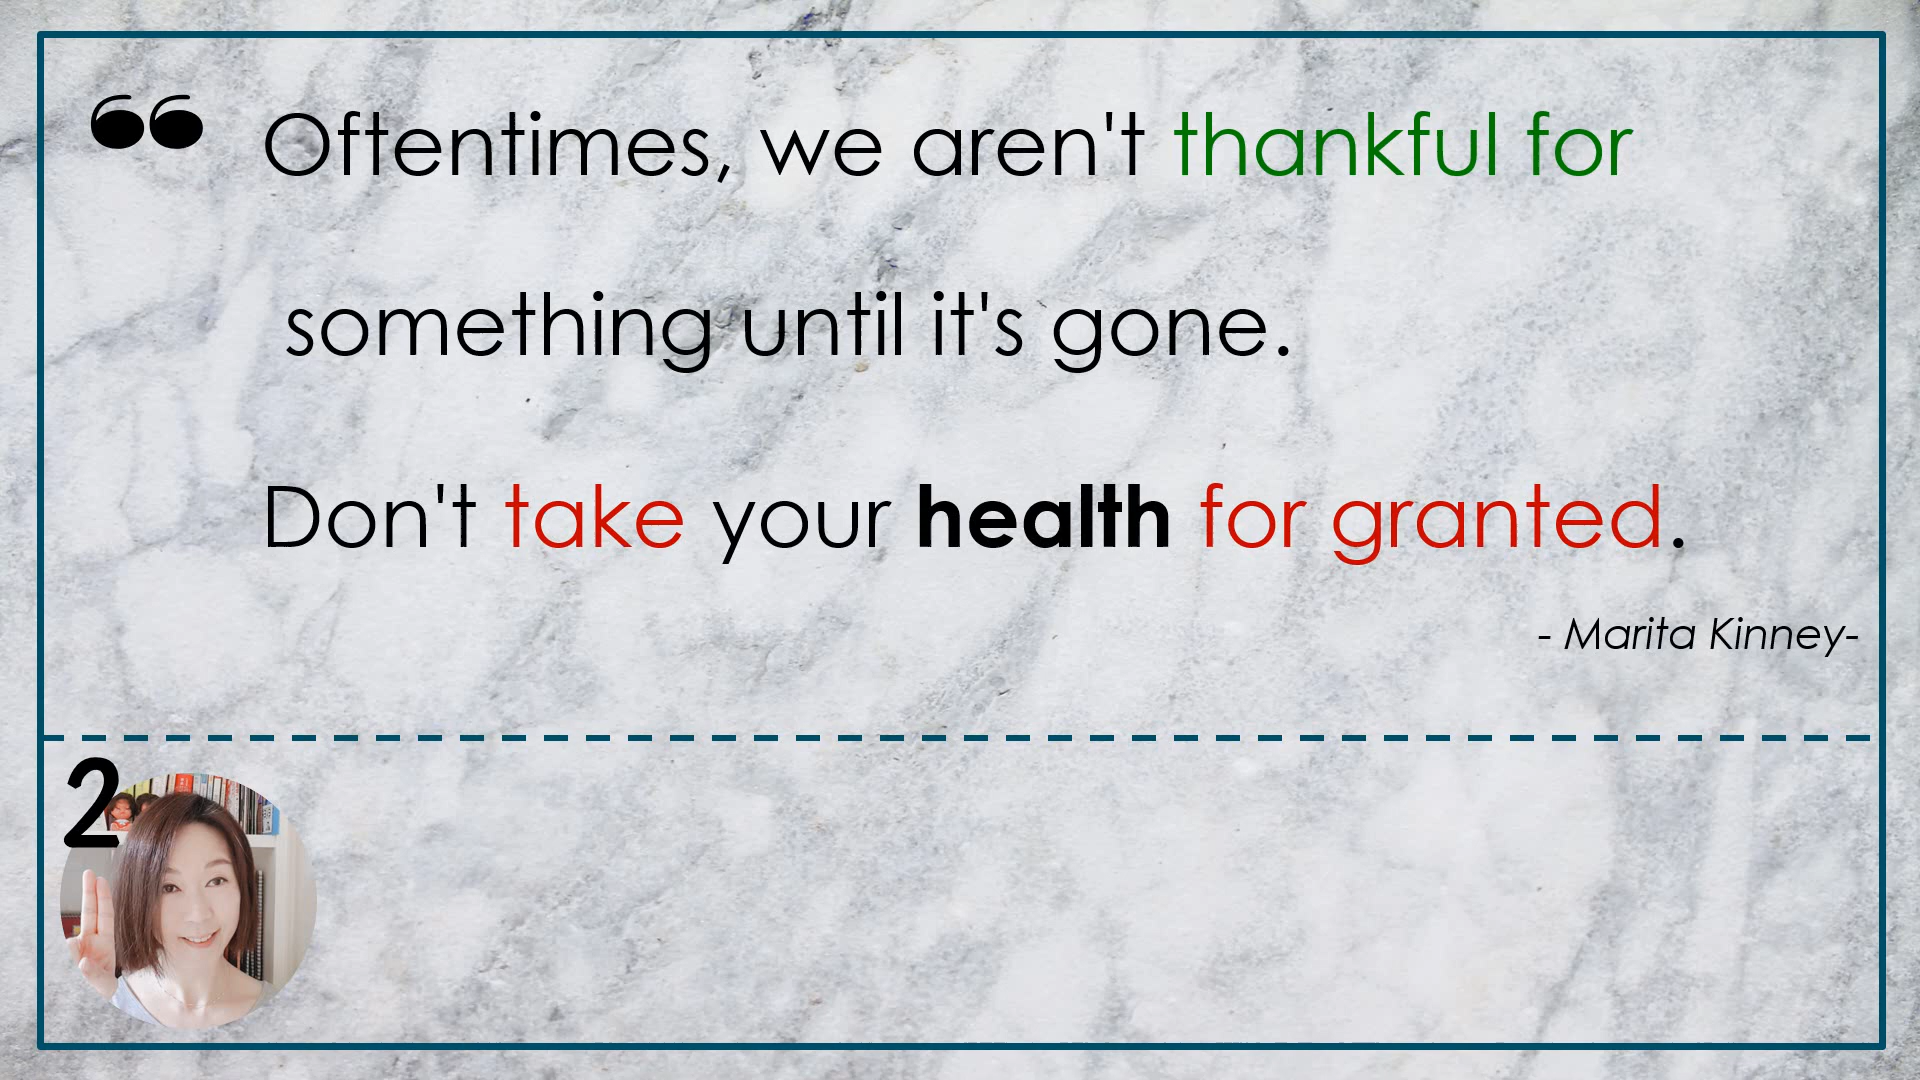 ❝ Oftentimes, we aren't thankful for
something until it's gone.
Don't take your health for granted.
- Marita Kinney-
2